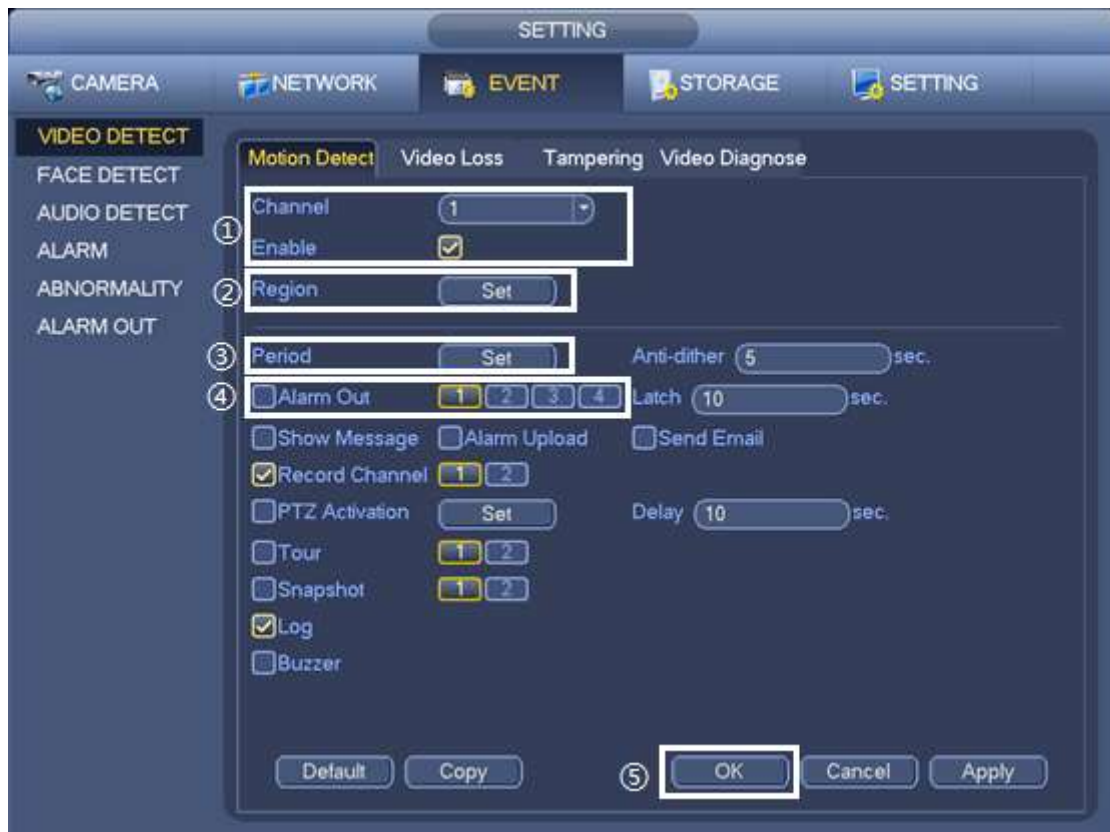 SETTING
CAMERA NETWORK EVENT STORAGE SETTING
VIDEO DETECT
FACE DETECT
AUDIO DETECT
ALARM
ABNORMALITY
ALARM OUT
Motion Detect Video Loss Tampering Video Diagnose
① Channel 1
Enable
② Region Set
③ Period Set Anti-dither 5 sec.
④ Alarm Out 1 2 3 4 Latch 10 sec.
Show Message Alarm Upload Send Email
Record Channel 1 2
PTZ Activation Set Delay 10 sec.
Tour 1 2
Snapshot 1 2
Log
Buzzer
Default Copy ⑤ OK Cancel Apply